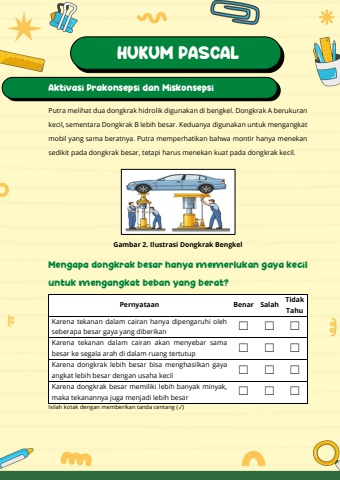 HUKUM PASCAL
Aktivasi Prakonsepsi dan Miskonsepsi
Putra melihat dua dongkrak hidrolik digunakan di bengkel. Dongkrak A berukuran
kecil, sementara Dongkrak B lebih besar. Keduanya digunakan untuk mengangkat
mobil yang sama beratnya. Putra memperhatikan bahwa montir hanya menekan
sedikit pada dongkrak besar, tetapi harus menekan kuat pada dongkrak kecil.
Gambar 2. Ilustrasi Dongkrak Bengkel
Mengapa dongkrak besar hanya memerlukan gaya kecil
untuk mengangkat beban yang berat?
Pernyataan Benar Salah Tidak
Tahu
Karena tekanan dalam cairan hanya dipengaruhi oleh
seberapa besar gaya yang diberikan
Karena tekanan dalam cairan akan menyebar sama
besar ke segala arah di dalam ruang tertutup
Karena dongkrak lebih besar bisa menghasilkan gaya
angkat lebih besar dengan usaha kecil
Karena dongkrak besar memiliki lebih banyak minyak,
maka tekanannya juga menjadi lebih besar
Isilah kotak dengan memberikan tanda centang (✓)